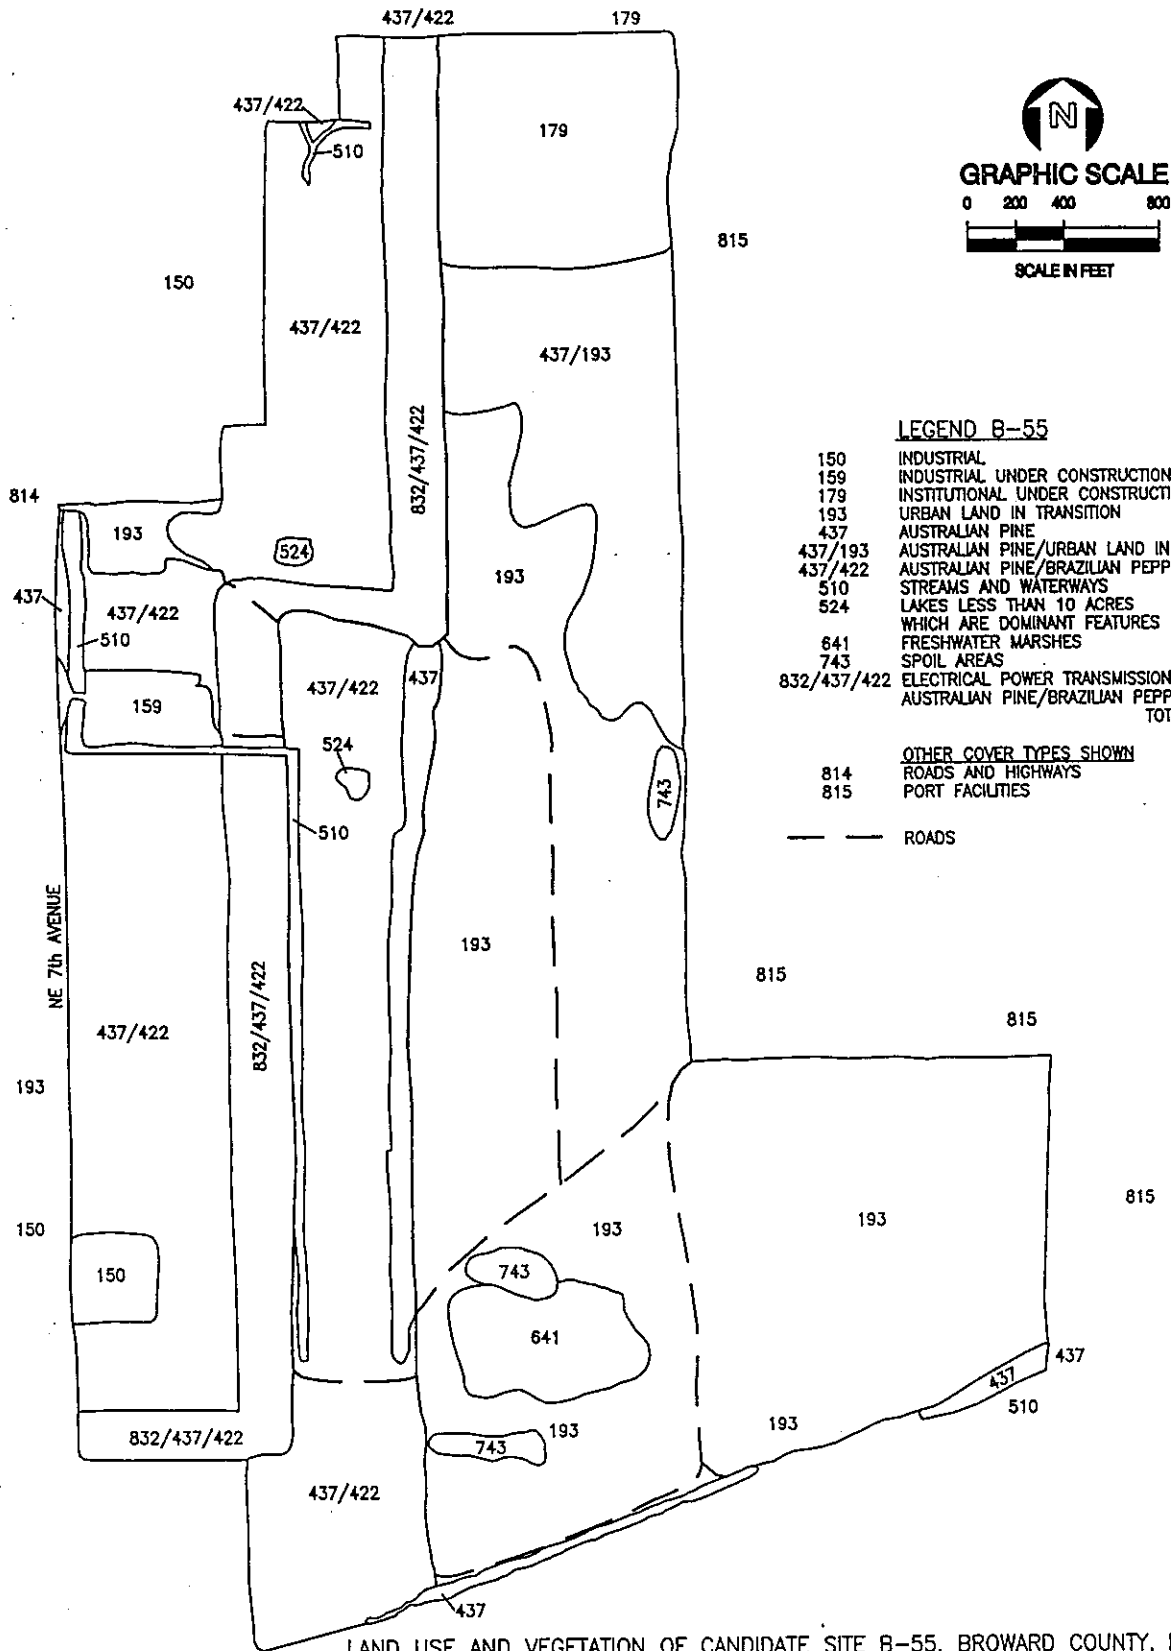 437/422 179
437/422
510
179
N
GRAPHIC SCALE
0 200 400 800
SCALE IN FEET
815
150
437/422
437/193
832/437/422
LEGEND B-55
150 INDUSTRIAL
159 INDUSTRIAL UNDER CONSTRUCTION
179 INSTITUTIONAL UNDER CONSTRUCTI
193 URBAN LAND IN TRANSITION
437 AUSTRALIAN PINE
437/193 AUSTRALIAN PINE/URBAN LAND IN
437/422 AUSTRALIAN PINE/BRAZILIAN PEPP
510 STREAMS AND WATERWAYS
524 LAKES LESS THAN 10 ACRES
WHICH ARE DOMINANT FEATURES
641 FRESHWATER MARSHES
743 SPOIL AREAS
832/437/422 ELECTRICAL POWER TRANSMISSION
AUSTRALIAN PINE/BRAZILIAN PEPP
TOT
OTHER COVER TYPES SHOWN
814 ROADS AND HIGHWAYS
815 PORT FACILITIES
ROADS
814
193
524
193
437
437/422
510
437/422
437
159
524
743
510
NE 7th AVENUE
193
832/437/422
815
815
437/422
193
815
150
193
193
150
743
641
437
437
510
193
193
832/437/422
743
437/422
437
LAND USE AND VEGETATION OF CANDIDATE SITE B-55, BROWARD COUNTY,